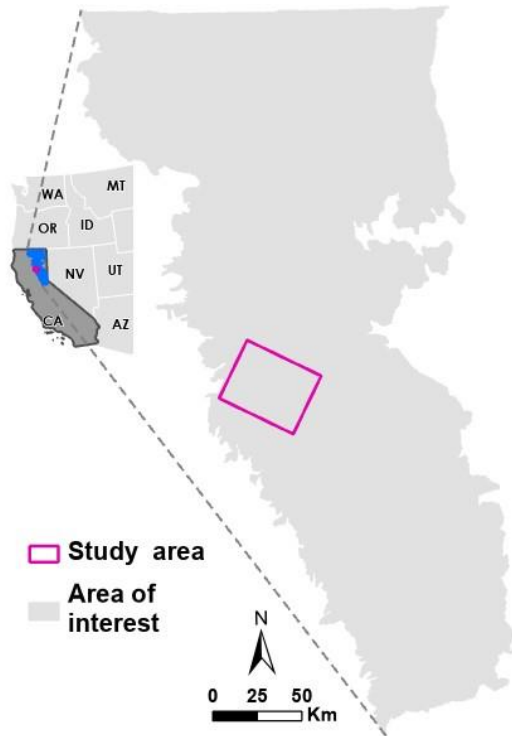 WA
MT
OR
ID
NV
UT
CA
AZ
Study area
Area of
interest
N
0 25 50
Km